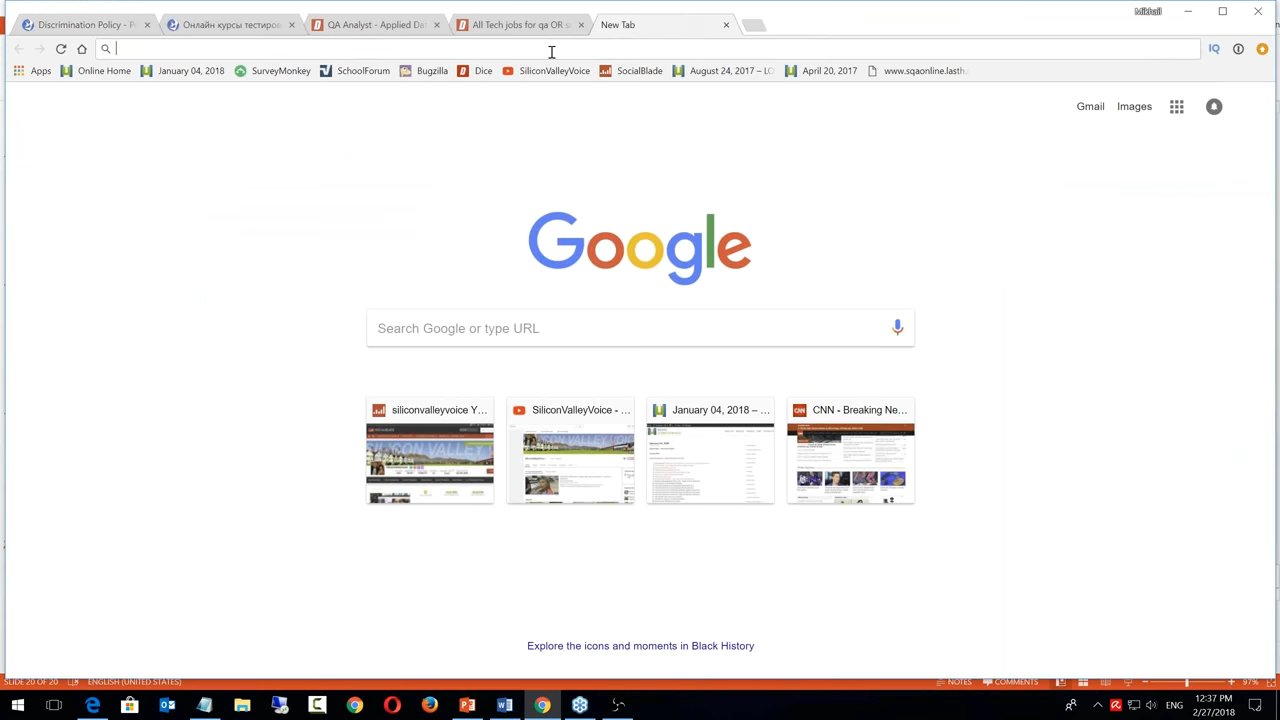 Discrimination Policy - P
Онлайн курсы тестиров
QA Analyst - Applied Dat
All Tech jobs for qa OR s
New Tab
Mikhail
Apps
Online Home
January 04, 2018
SurveyMonkey
SchoolForum
Bugzilla
Dice
SiliconValleyVoice
SocialBlade
August 24, 2017 – LO
April 20, 2017
www.sqaonline.lasth
Gmail
Images
Google
Search Google or type URL
siliconvalleyvoice Y...
SiliconValleyVoice - ...
January 04, 2018 – ...
CNN - Breaking Ne...
Explore the icons and moments in Black History
SLIDE 20 OF 20
ENGLISH (UNITED STATES)
NOTES
COMMENTS
97%
12:37 PM
ENG
2/27/2018